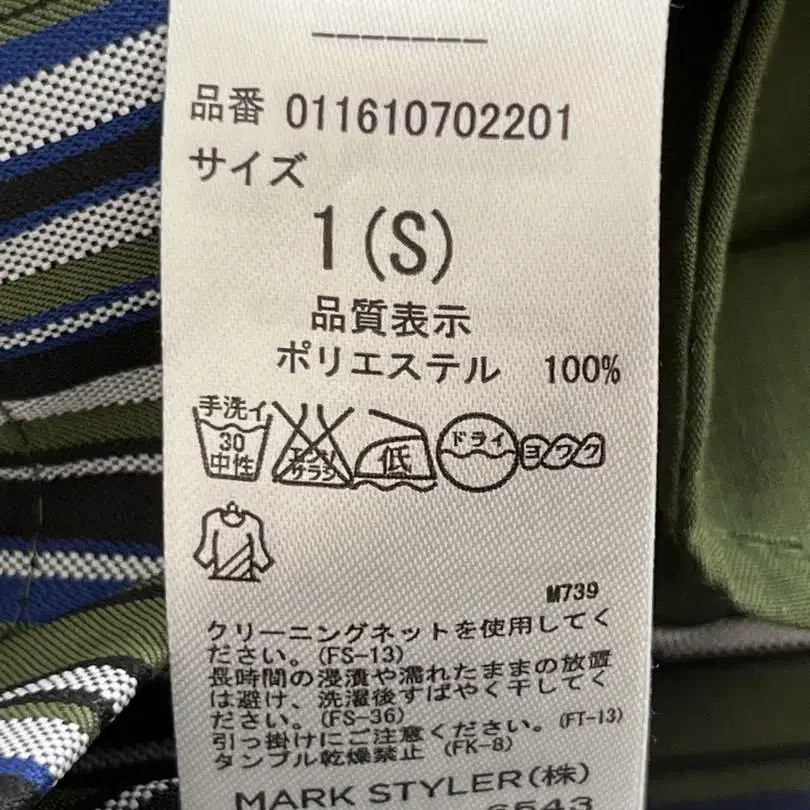 品番 011610702201
サイズ
1(S)
品質表示
ポリエステル 100%
手洗イ 30 中性 エンソサラシ 低 ドライ ヨワク
M739
クリーニングネットを使用してく
ださい。(FS-13)
長時間の浸漬や濡れたままの放置
は避け、洗濯後すばやく干してく
ださい。(FS-36)
引っ掛けにご注意ください。(FT-13)
タンブル乾燥禁止 (FK-8)
MARK STYLER(株)
6543